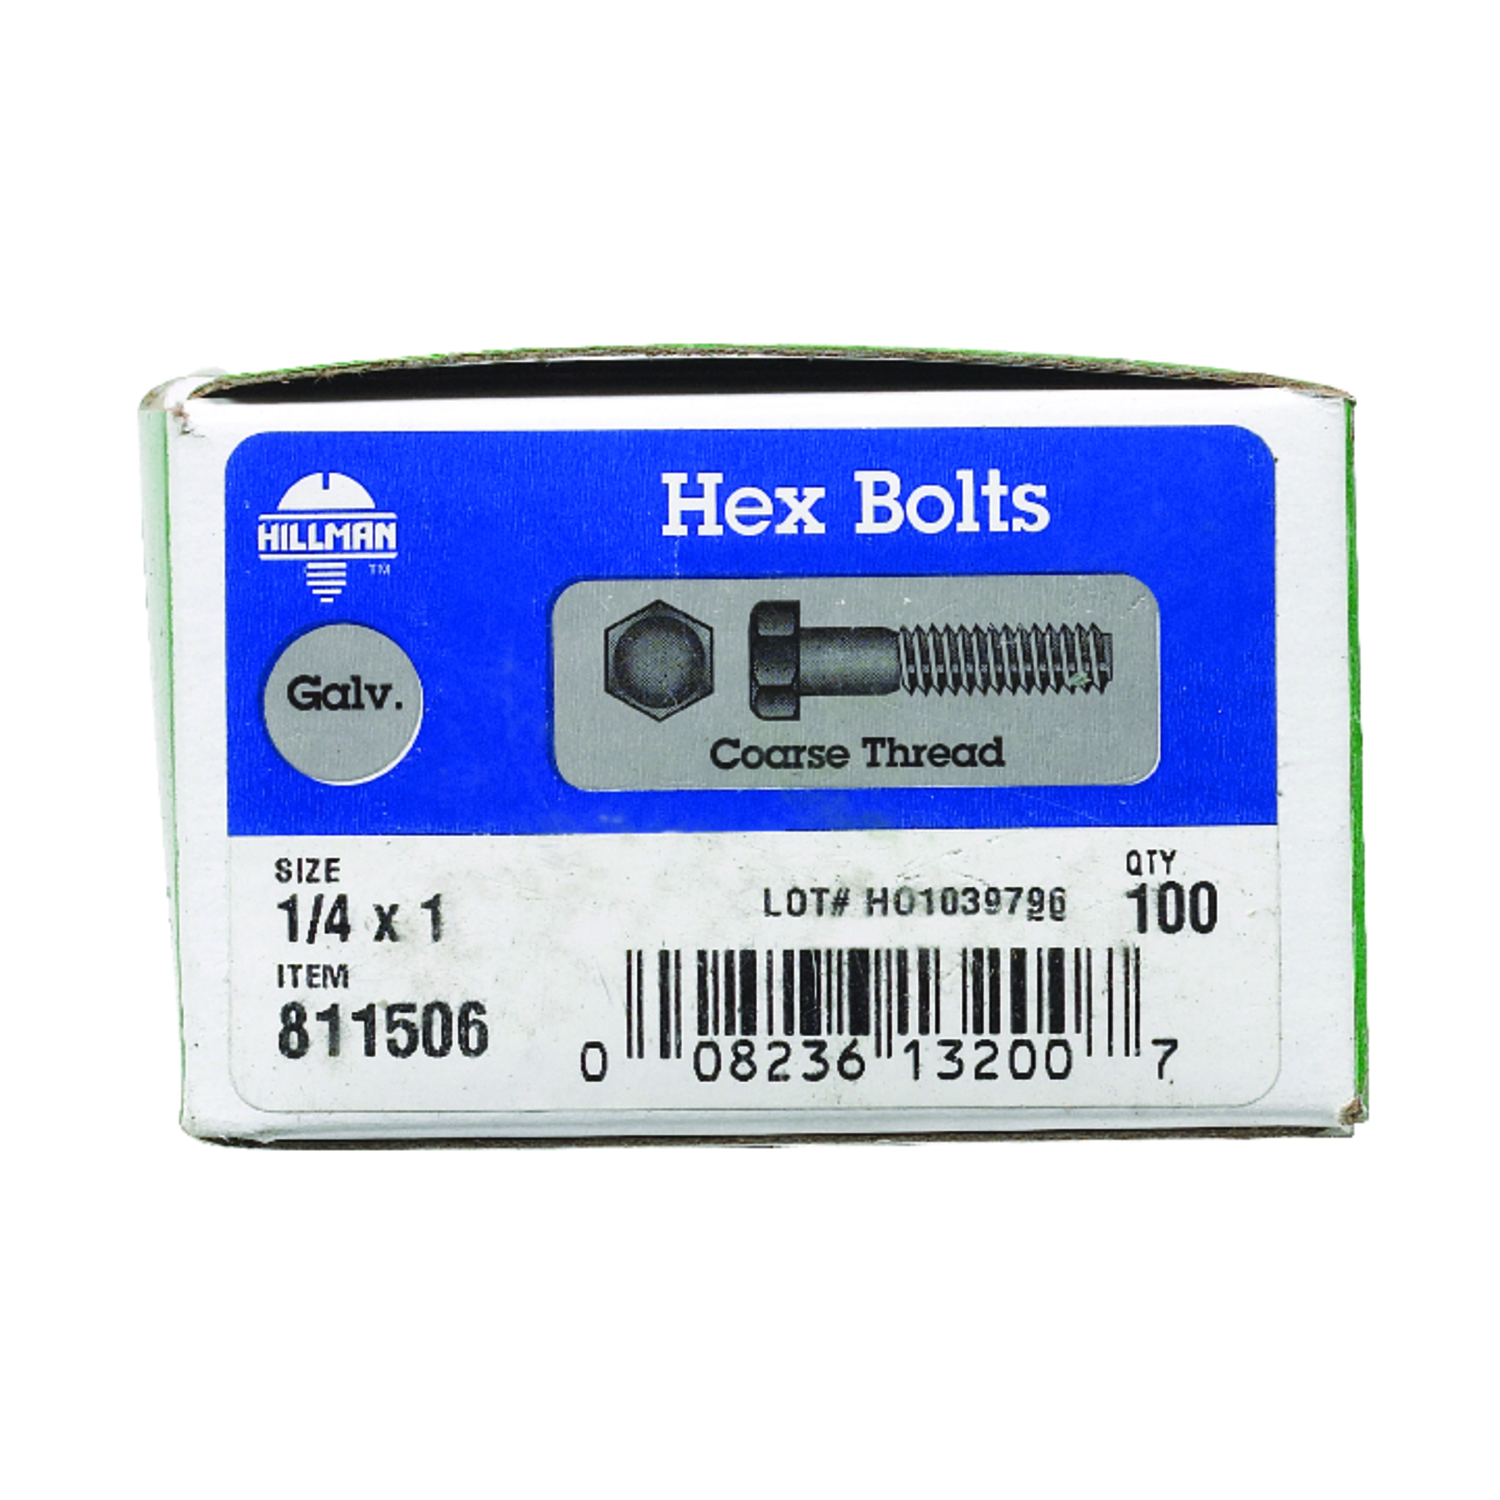 Hex Bolts
HILLMAN
TM
Galv.
Coarse Thread
SIZE
1/4 x 1
LOT# HO1039796
QTY
100
ITEM
811506
0 08236 13200 7